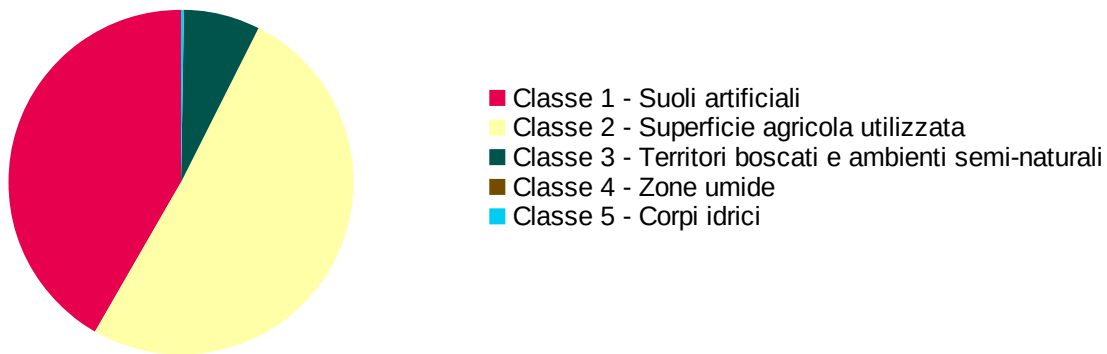 Classe 1 - Suoli artificiali
Classe 2 - Superficie agricola utilizzata
Classe 3 - Territori boscati e ambienti semi-naturali
Classe 4 - Zone umide
Classe 5 - Corpi idrici